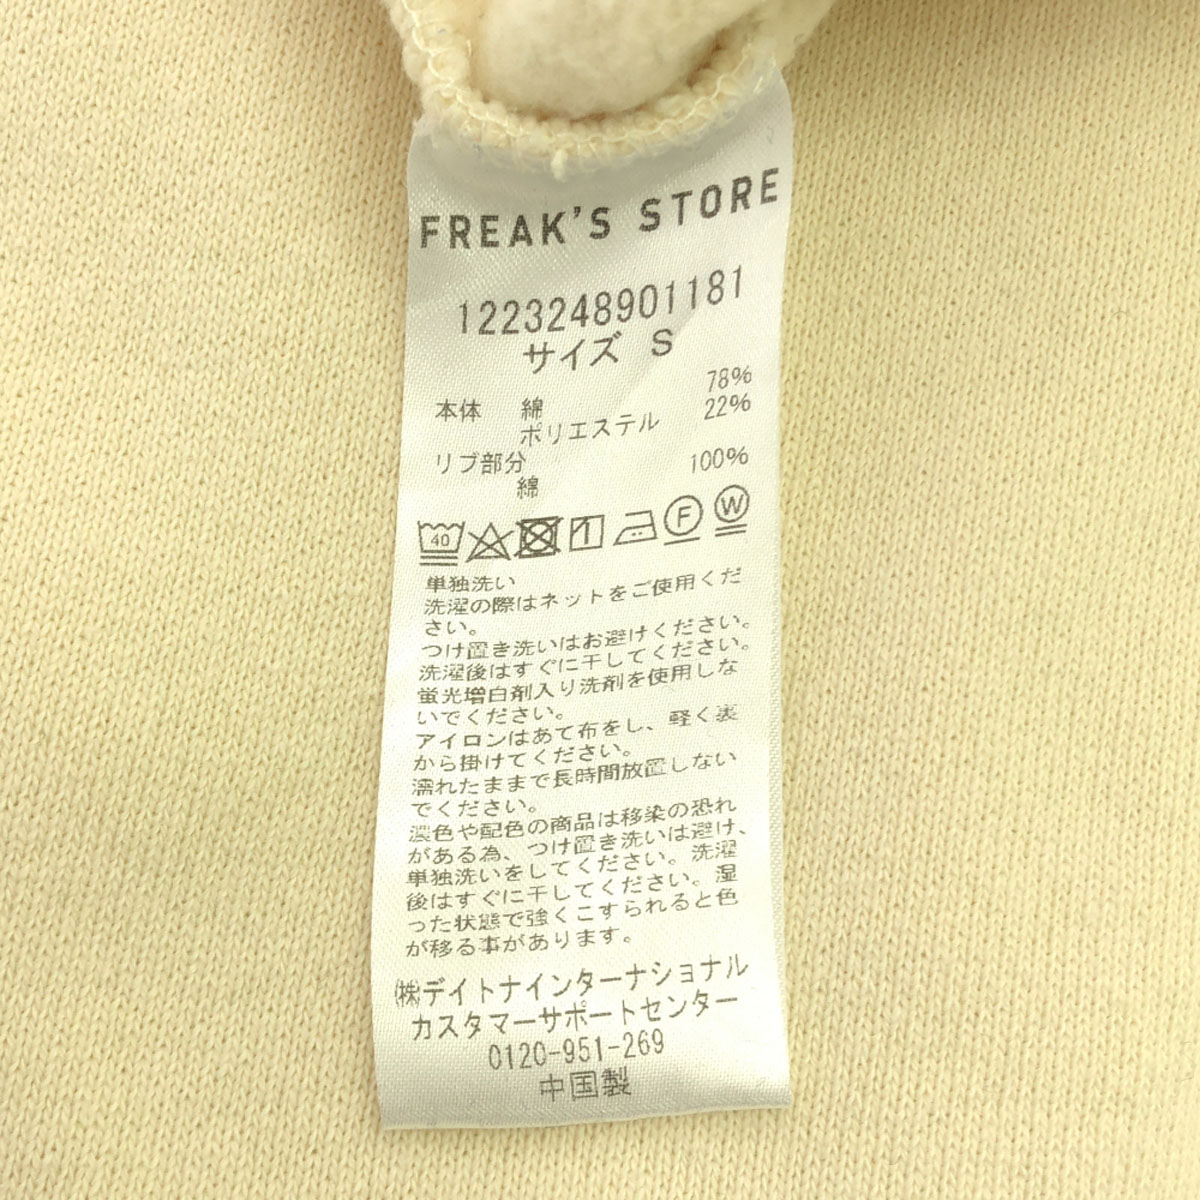 FREAK'S STORE
1223248901181
サイズ S
本体 綿 78%
ポリエステル 22%
リブ部分
綿 100%
40 1 F W
単独洗い
洗濯の際はネットをご使用くだ
さい。
つけ置き洗いはお避けください。
洗濯後はすぐに干してください。
蛍光増白剤入り洗剤を使用しな
いでください。
アイロンはあて布をし、軽く裏
から掛けてください。
濡れたままで長時間放置しない
でください。
濃色や配色の商品は移染の恐れ
がある為、つけ置き洗いは避け、
単独洗いをしてください。洗濯
後はすぐに干してください。湿
った状態で強くこすられると色
が移る事があります。
㈱デイトナインターナショナル
カスタマーサポートセンター
0120-951-269
中国製